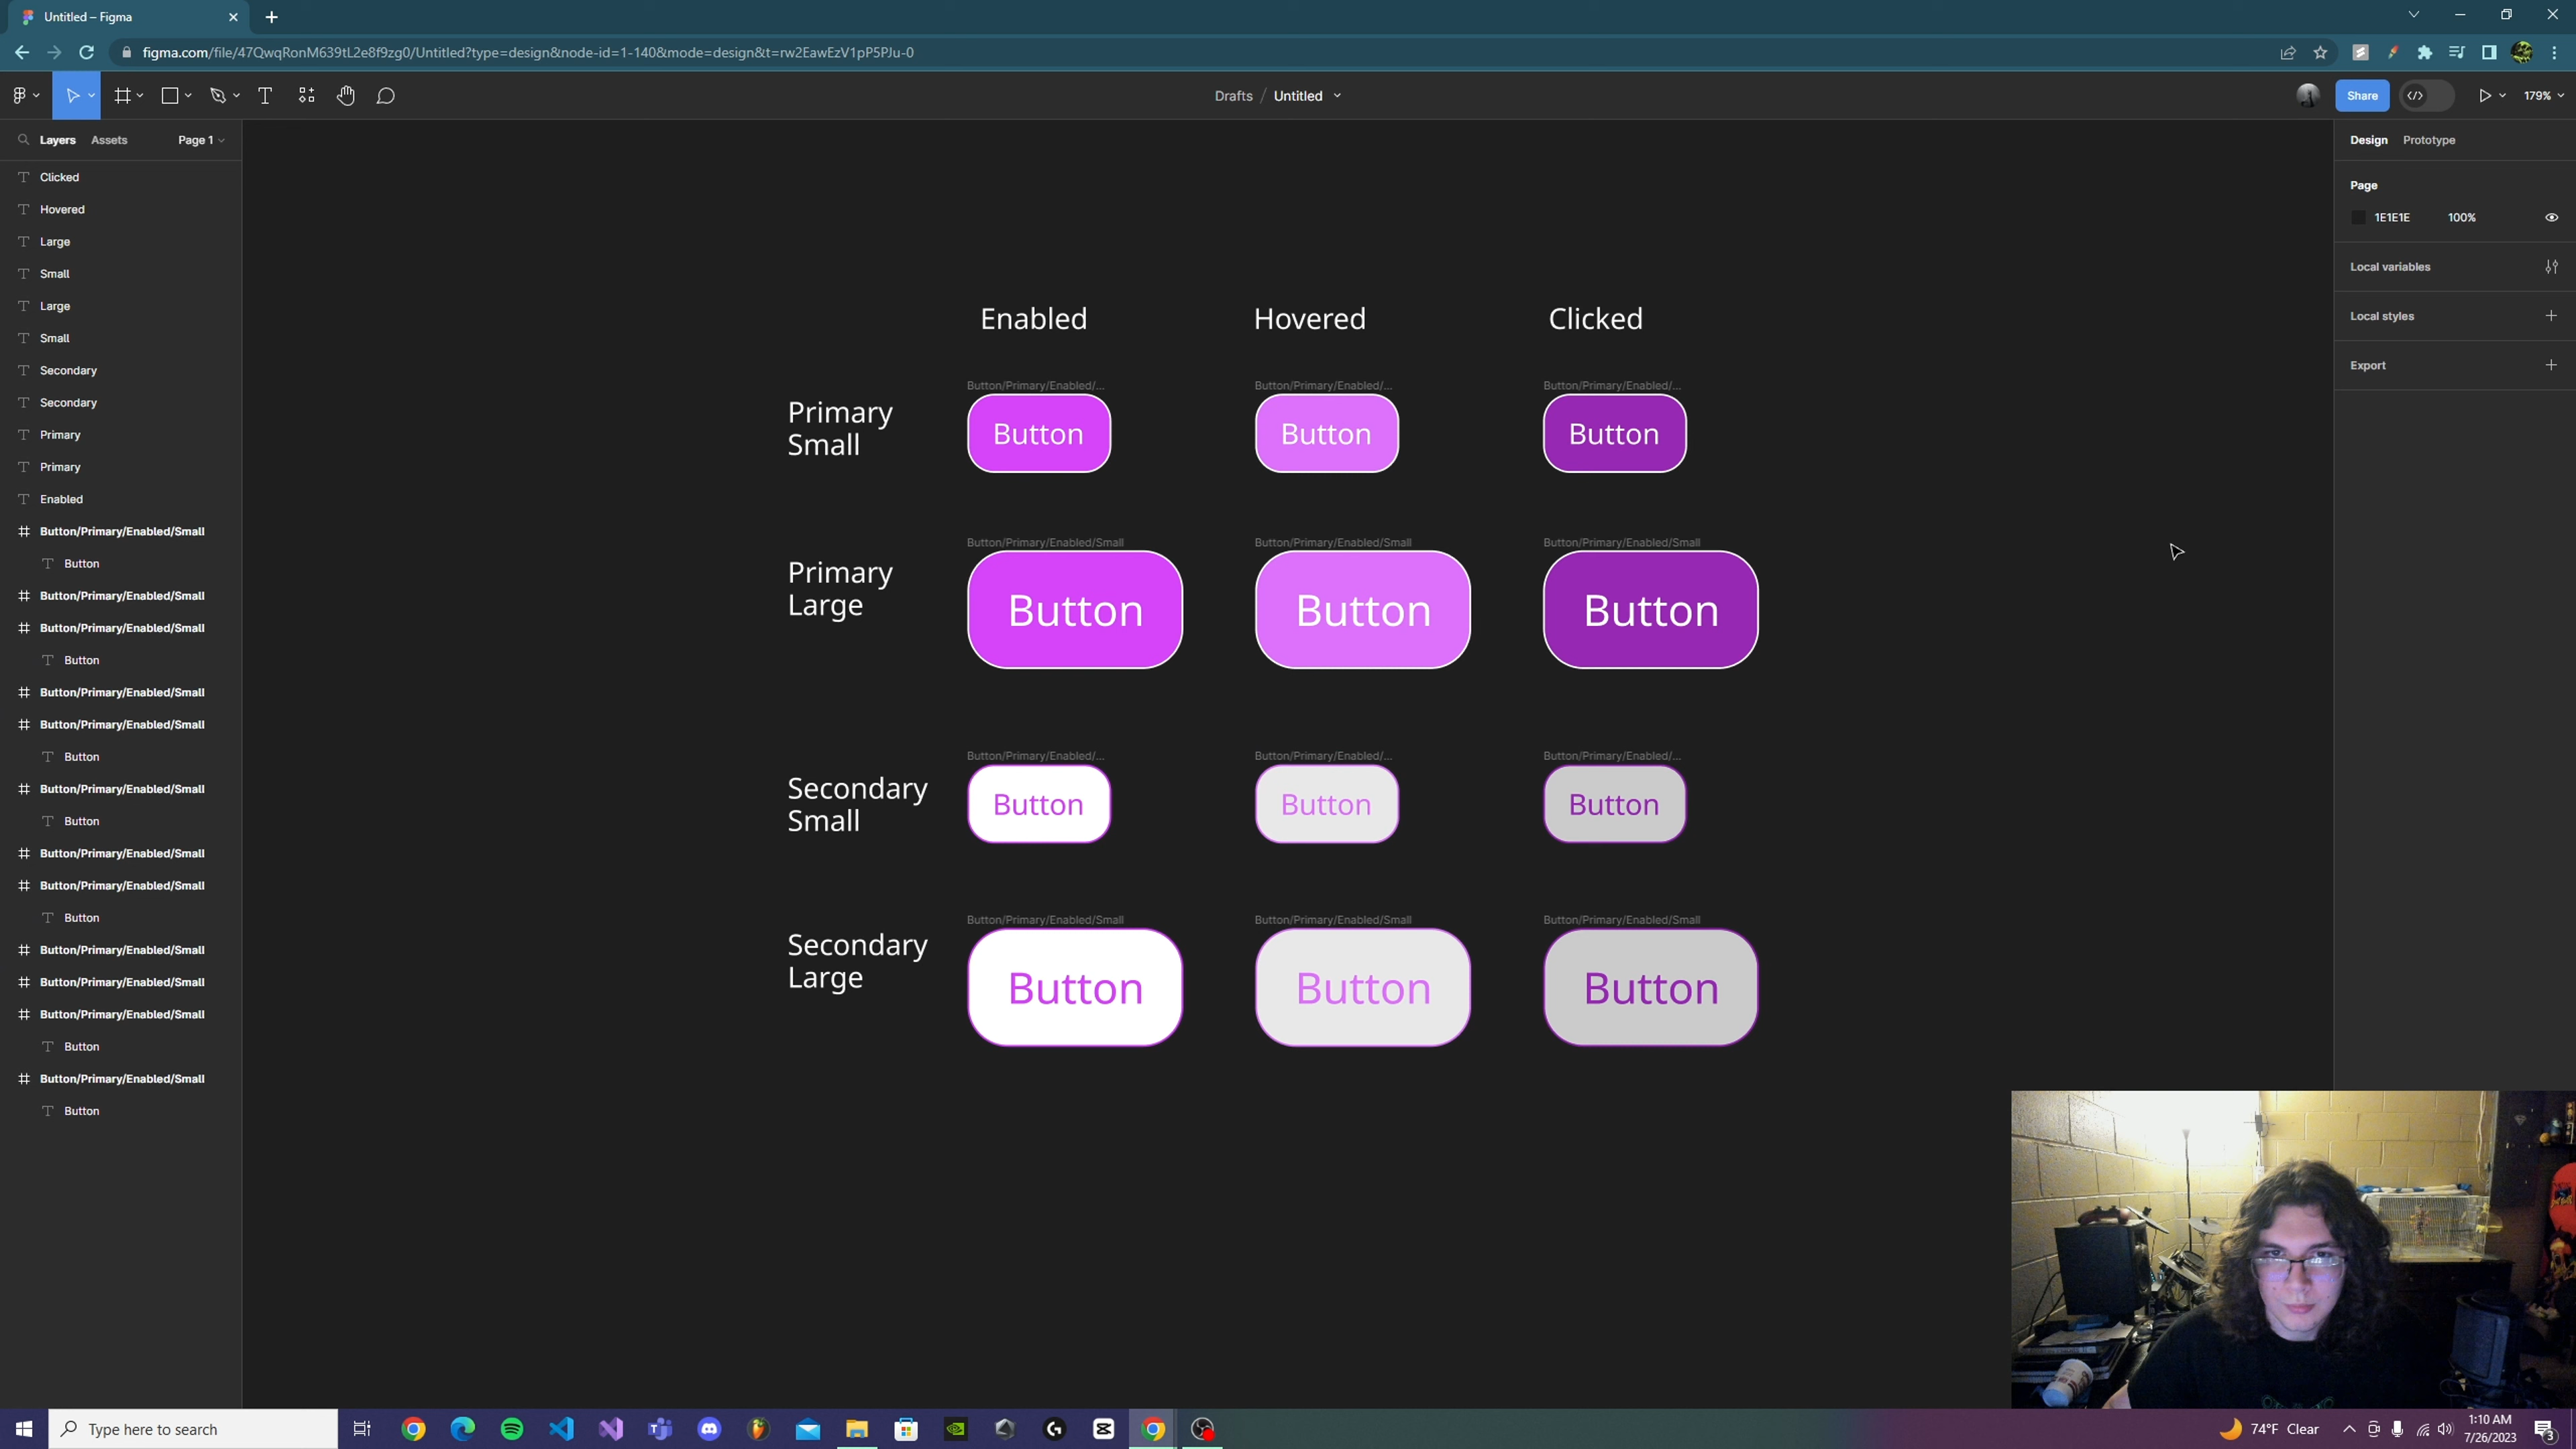 Untitled – Figma
figma.com/file/47QwqRonM639tL2e8f9zg0/Untitled?type=design&node-id=1-140&mode=design&t=rw2EawEzV1pP5PJu-0
Drafts / Untitled
Share
179%
Layers Assets Page 1
Clicked
Hovered
Large
Small
Large
Small
Secondary
Secondary
Primary
Primary
Enabled
Button/Primary/Enabled/Small
Button
Button/Primary/Enabled/Small
Button/Primary/Enabled/Small
Button
Button/Primary/Enabled/Small
Button/Primary/Enabled/Small
Button
Button/Primary/Enabled/Small
Button
Button/Primary/Enabled/Small
Button/Primary/Enabled/Small
Button
Button/Primary/Enabled/Small
Button/Primary/Enabled/Small
Button/Primary/Enabled/Small
Button
Button/Primary/Enabled/Small
Button
Enabled Hovered Clicked
Button/Primary/Enabled/... Button/Primary/Enabled/... Button/Primary/Enabled/...
Primary
Small
Button Button Button
Button/Primary/Enabled/Small Button/Primary/Enabled/Small Button/Primary/Enabled/Small
Primary
Large
Button Button Button
Button/Primary/Enabled/... Button/Primary/Enabled/... Button/Primary/Enabled/...
Secondary
Small
Button Button Button
Button/Primary/Enabled/Small Button/Primary/Enabled/Small Button/Primary/Enabled/Small
Secondary
Large
Button Button Button
Design Prototype
Page
1E1E1E 100%
Local variables
Local styles
Export
Type here to search
74°F Clear
1:10 AM
7/26/2023
3